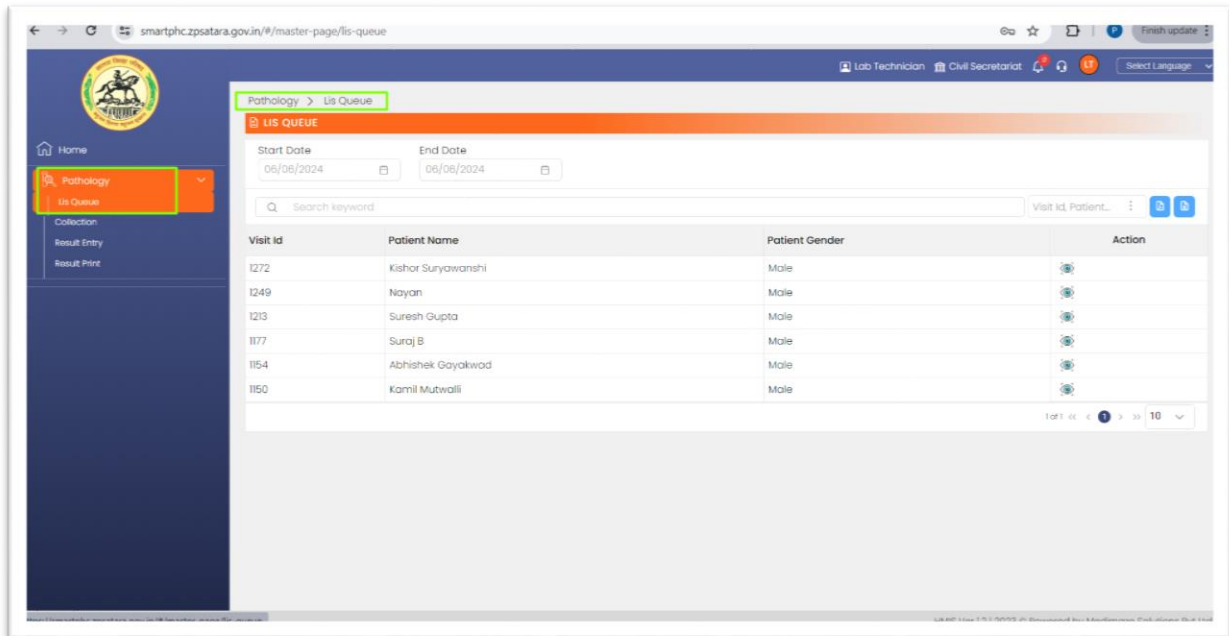 smartphc.zpsatara.gov.in/#/master-page/lis-queue
Finish update
Lab Technician Civil Secretariat LT Select Language
Pathology > Lis Queue
LIS QUEUE
Home
Pathology
Lis Queue
Collection
Result Entry
Result Print
Start Date End Date
06/06/2024 06/06/2024
Search keyword Visit Id, Patient...
Visit Id Patient Name Patient Gender Action
1272 Kishor Suryawanshi Male
1249 Nayan Male
1213 Suresh Gupta Male
1177 Suraj B Male
1154 Abhishek Gayakwad Male
1150 Kamil Mutwalli Male
1 of 1 << < 1 > >> 10